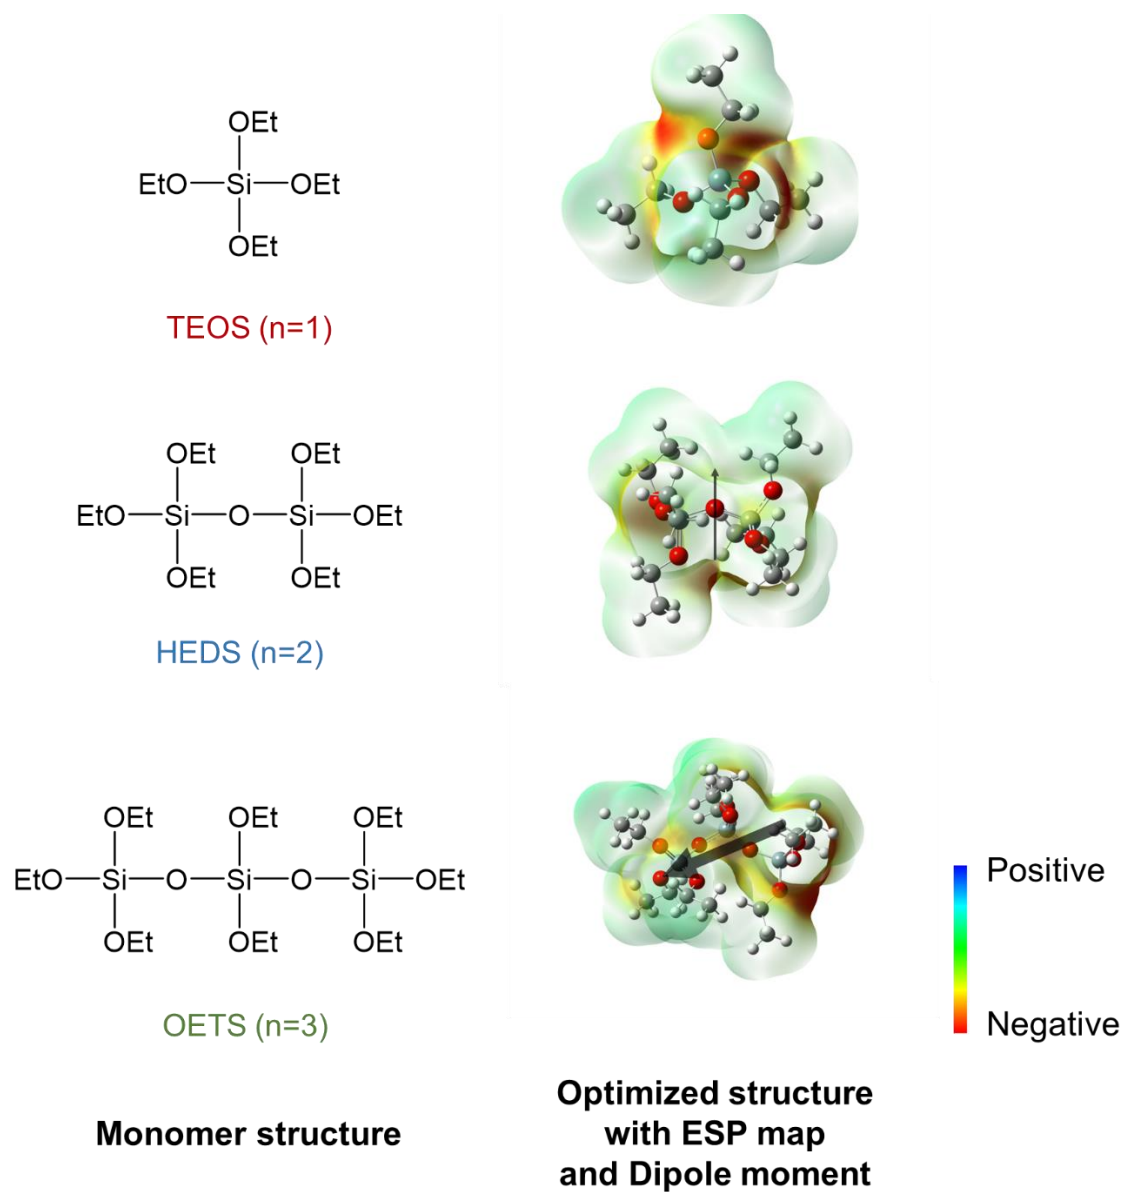 OEt
EtO Si OEt
OEt
TEOS (n=1)
OEt OEt
EtO Si O Si OEt
OEt OEt
HEDS (n=2)
OEt OEt OEt
EtO Si O Si O Si OEt
OEt OEt OEt
OETS (n=3)
Positive
Negative
Monomer structure
Optimized structure
with ESP map
and Dipole moment